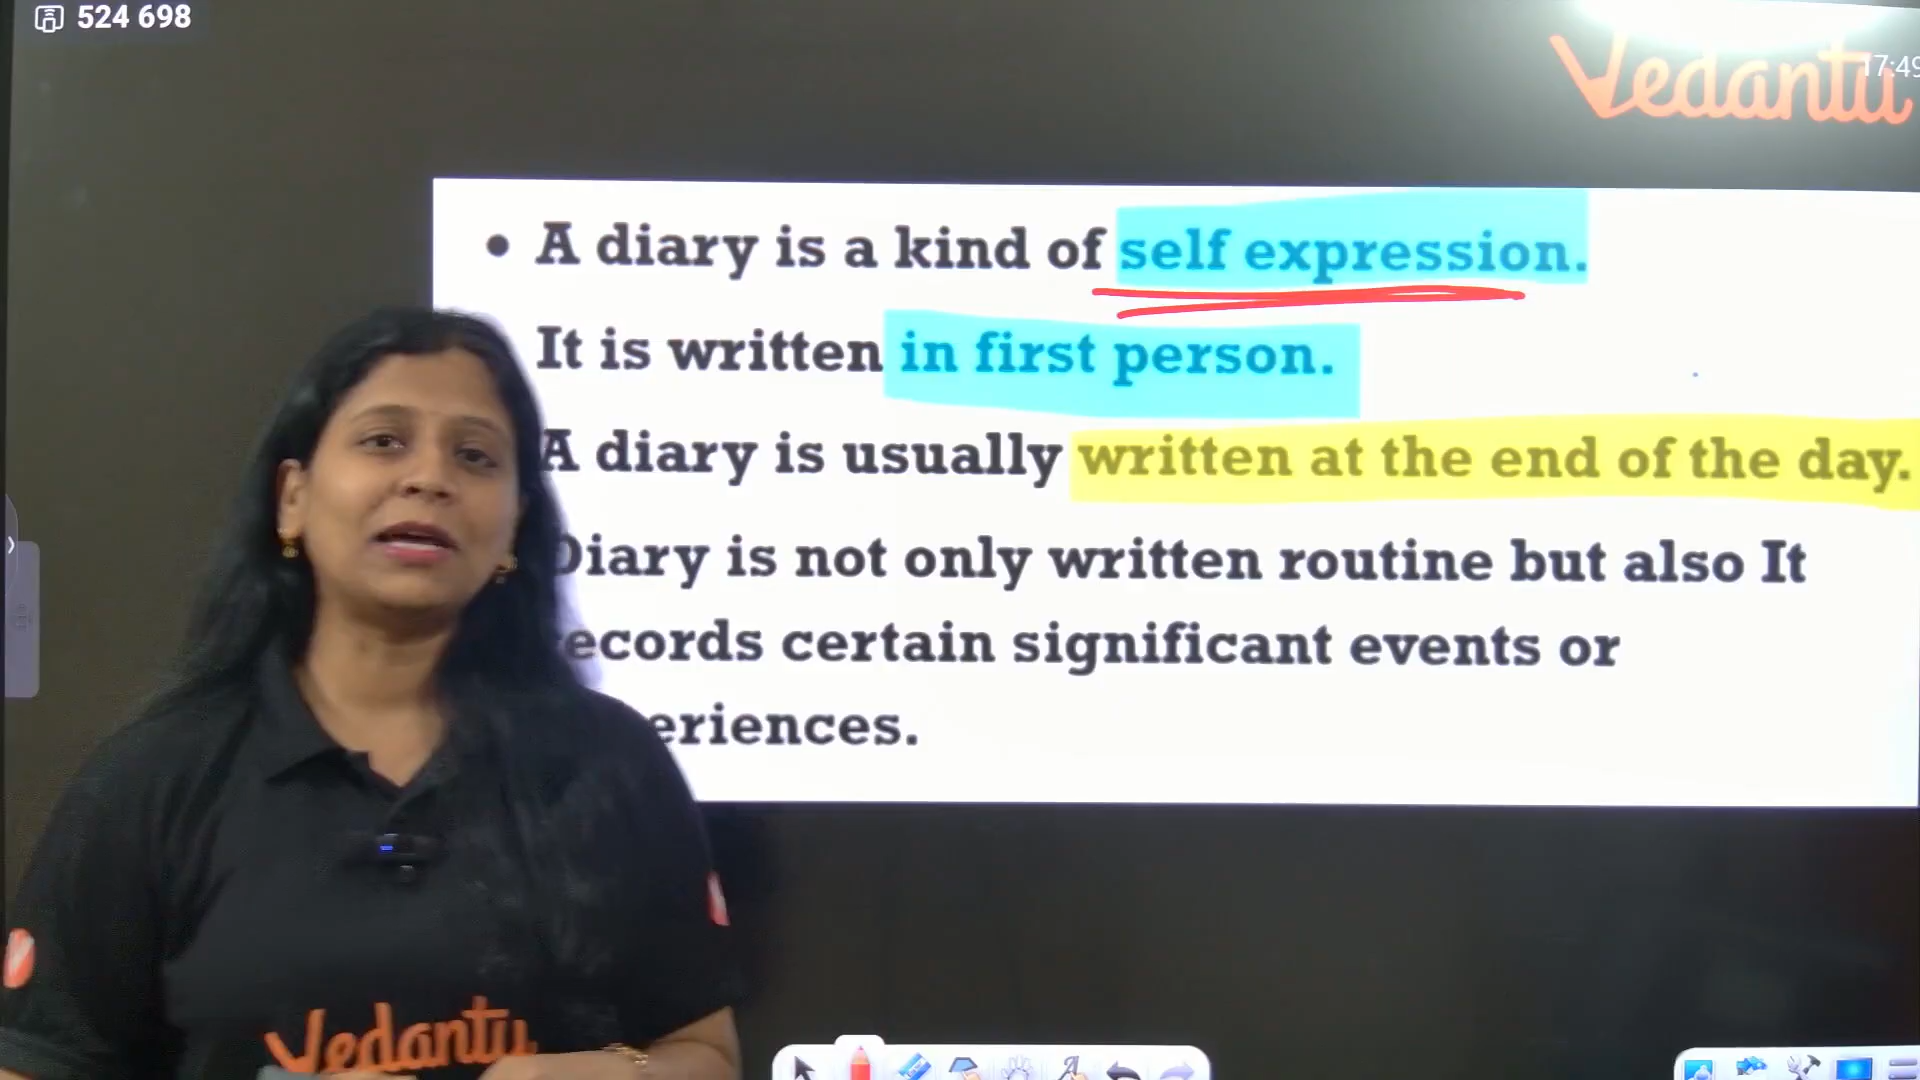 524 698
Vedantu
17:49
• A diary is a kind of self expression.
It is written in first person.
A diary is usually written at the end of the day.
Diary is not only written routine but also It
records certain significant events or
eriences.
Vedantu